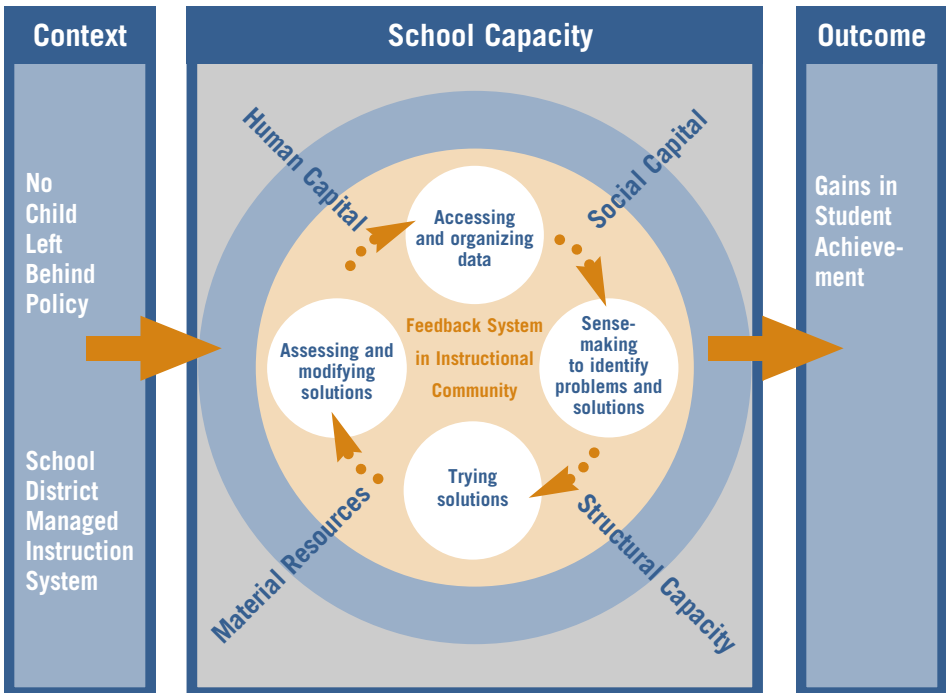 Context
No
Child
Left
Behind
Policy
School
District
Managed
Instruction
System
School Capacity
Human Capital
Social Capital
Accessing
and organizing
data
Sense-
making
to identify
problems and
solutions
Trying
solutions
Assessing and
modifying
solutions
Feedback System
in Instructional
Community
Material Resources
Structural Capacity
Outcome
Gains in
Student
Achieve-
ment